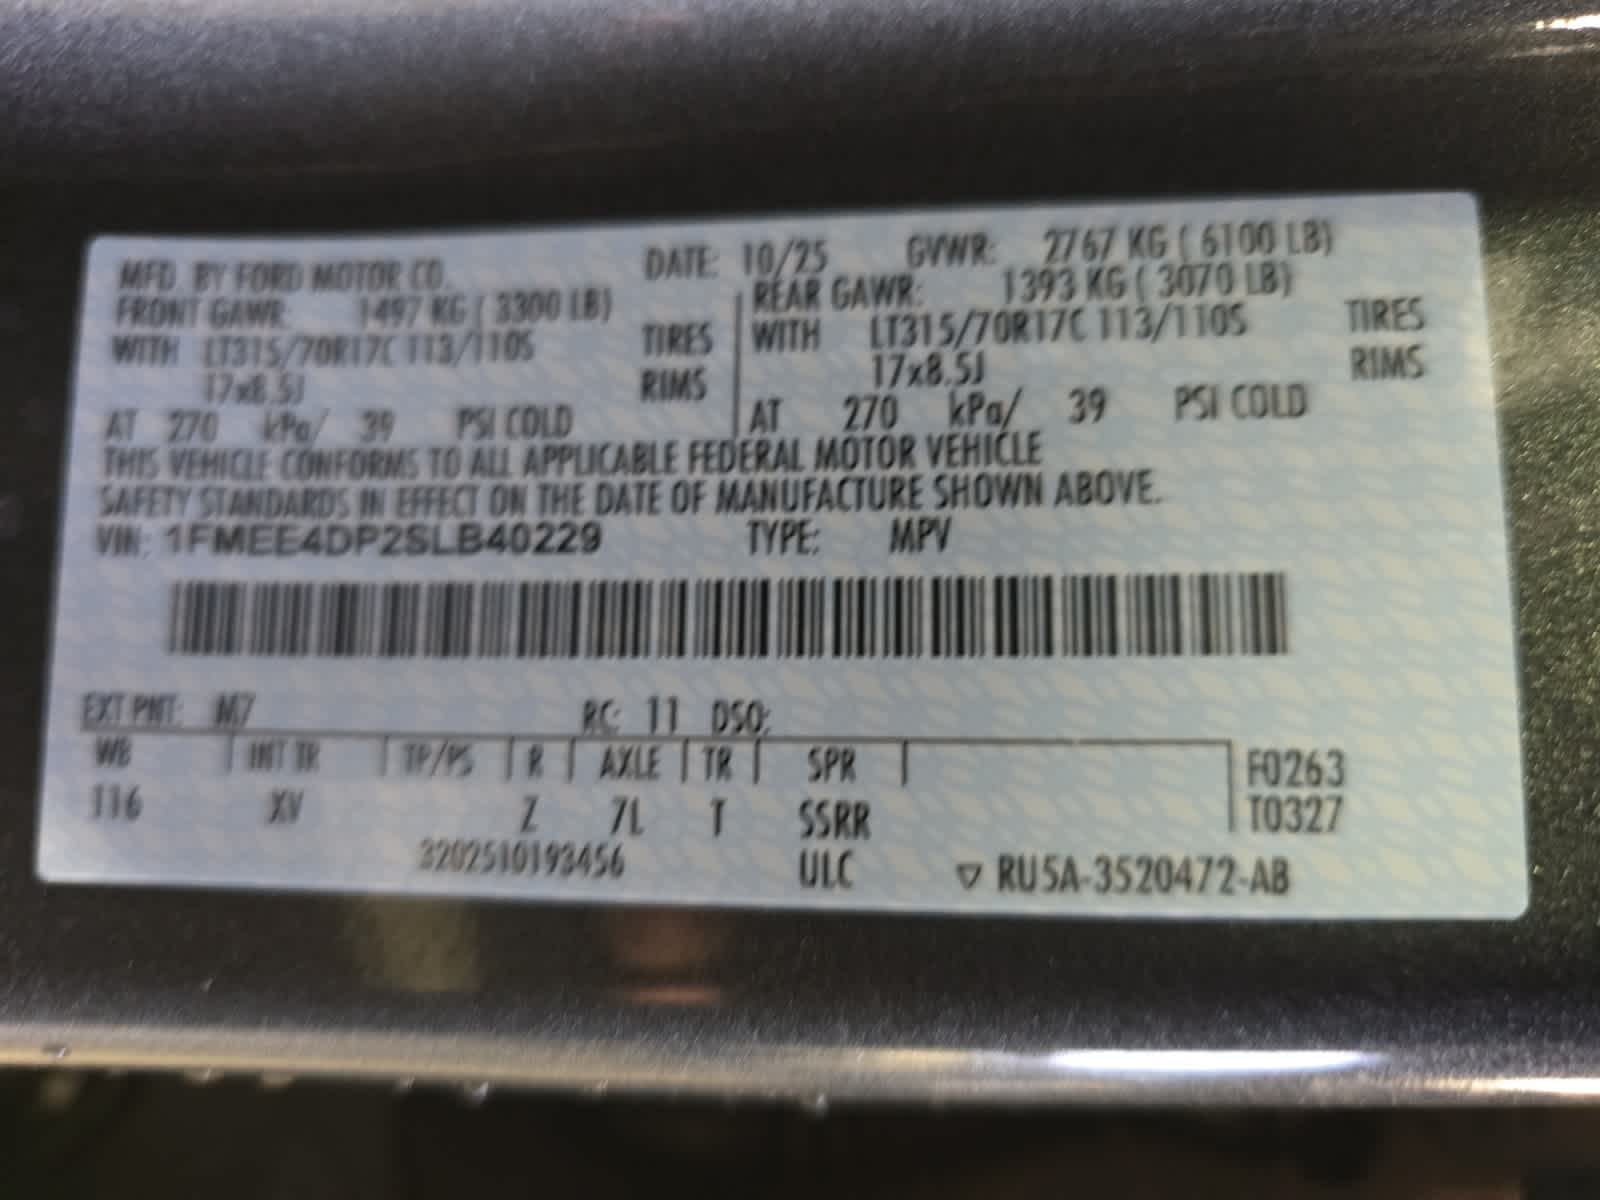 MFD. BY FORD MOTOR CO. DATE: 10/25 GVWR: 2767 KG ( 6100 LB)
FRONT GAWR: 1497 KG ( 3300 LB) REAR GAWR: 1393 KG ( 3070 LB)
WITH LT315/70R17C 113/110S TIRES WITH LT315/70R17C 113/110S TIRES
17x8.5J RIMS 17x8.5J RIMS
AT 270 kPa/ 39 PSI COLD AT 270 kPa/ 39 PSI COLD
THIS VEHICLE CONFORMS TO ALL APPLICABLE FEDERAL MOTOR VEHICLE
SAFETY STANDARDS IN EFFECT ON THE DATE OF MANUFACTURE SHOWN ABOVE.
VIN: 1FMEE4DP2SLB40229 TYPE: MPV
EXT PNT: M7 RC: 11 DSO:
WB INT TR TP/PS R AXLE TR SPR F0263
116 XV Z 7L T SSRR T0327
3202510193456 ULC ▽ RU5A-3520472-AB